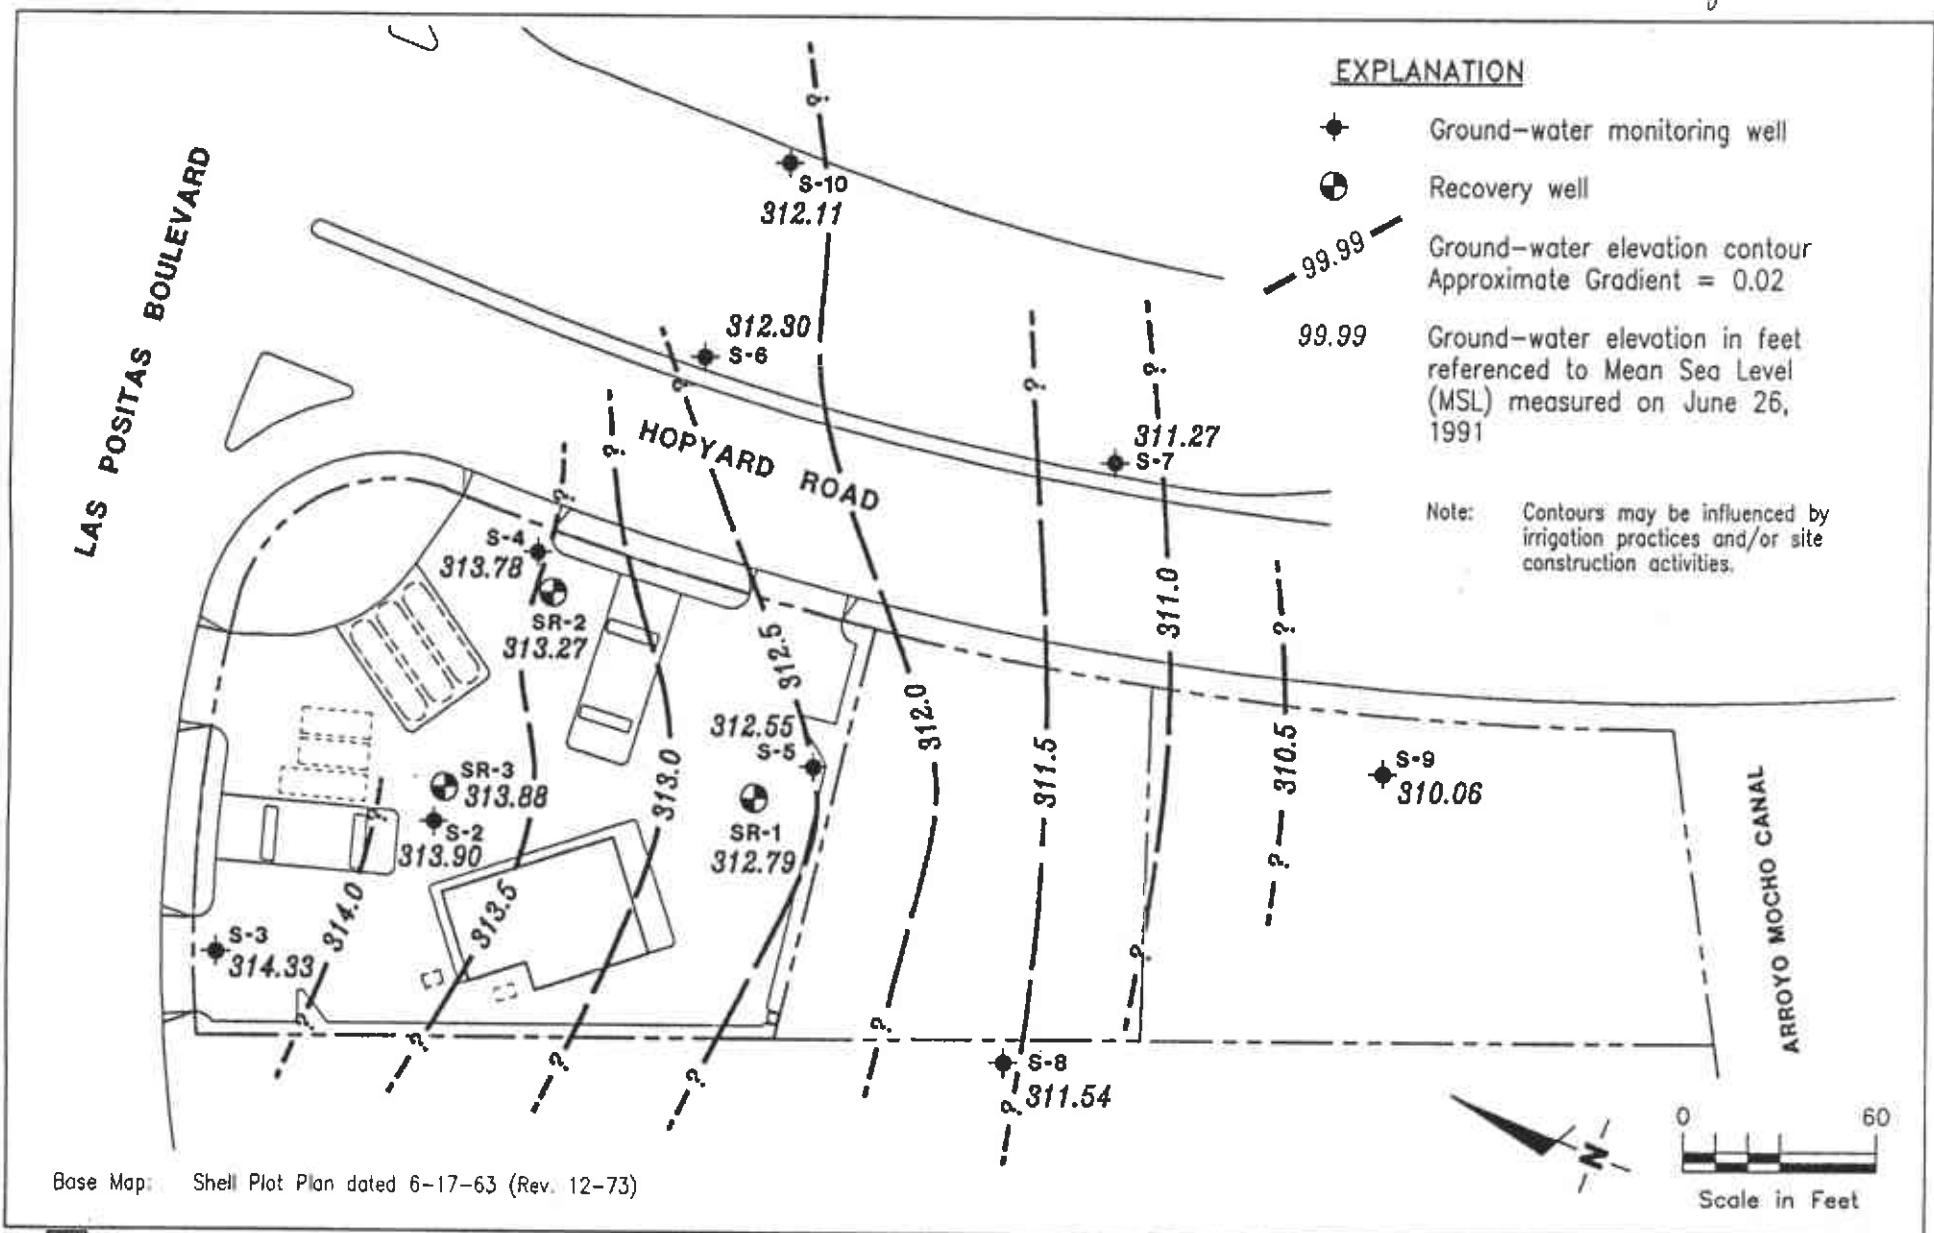 EXPLANATION
Ground-water monitoring well
Recovery well
99.99
Ground-water elevation contour
Approximate Gradient = 0.02
99.99
Ground-water elevation in feet
referenced to Mean Sea Level
(MSL) measured on June 26,
1991
Note: Contours may be influenced by
irrigation practices and/or site
construction activities.
LAS POSITAS BOULEVARD
HOPYARD ROAD
ARROYO MOCHO CANAL
?
S-10
312.11
312.30
S-6
?
?
?
311.27
S-7
?
?
?
S-4
313.78
SR-2
313.27
312.5
311.0
?
312.55
S-5
312.0
311.5
310.5
S-9
310.06
SR-3
313.88
313.0
S-2
313.90
?
SR-1
312.79
?
314.0
313.5
S-3
314.33
?
?
?
?
?
?
S-8
311.54
?
N
0 60
Scale in Feet
Base Map: Shell Plot Plan dated 6-17-63 (Rev. 12-73)